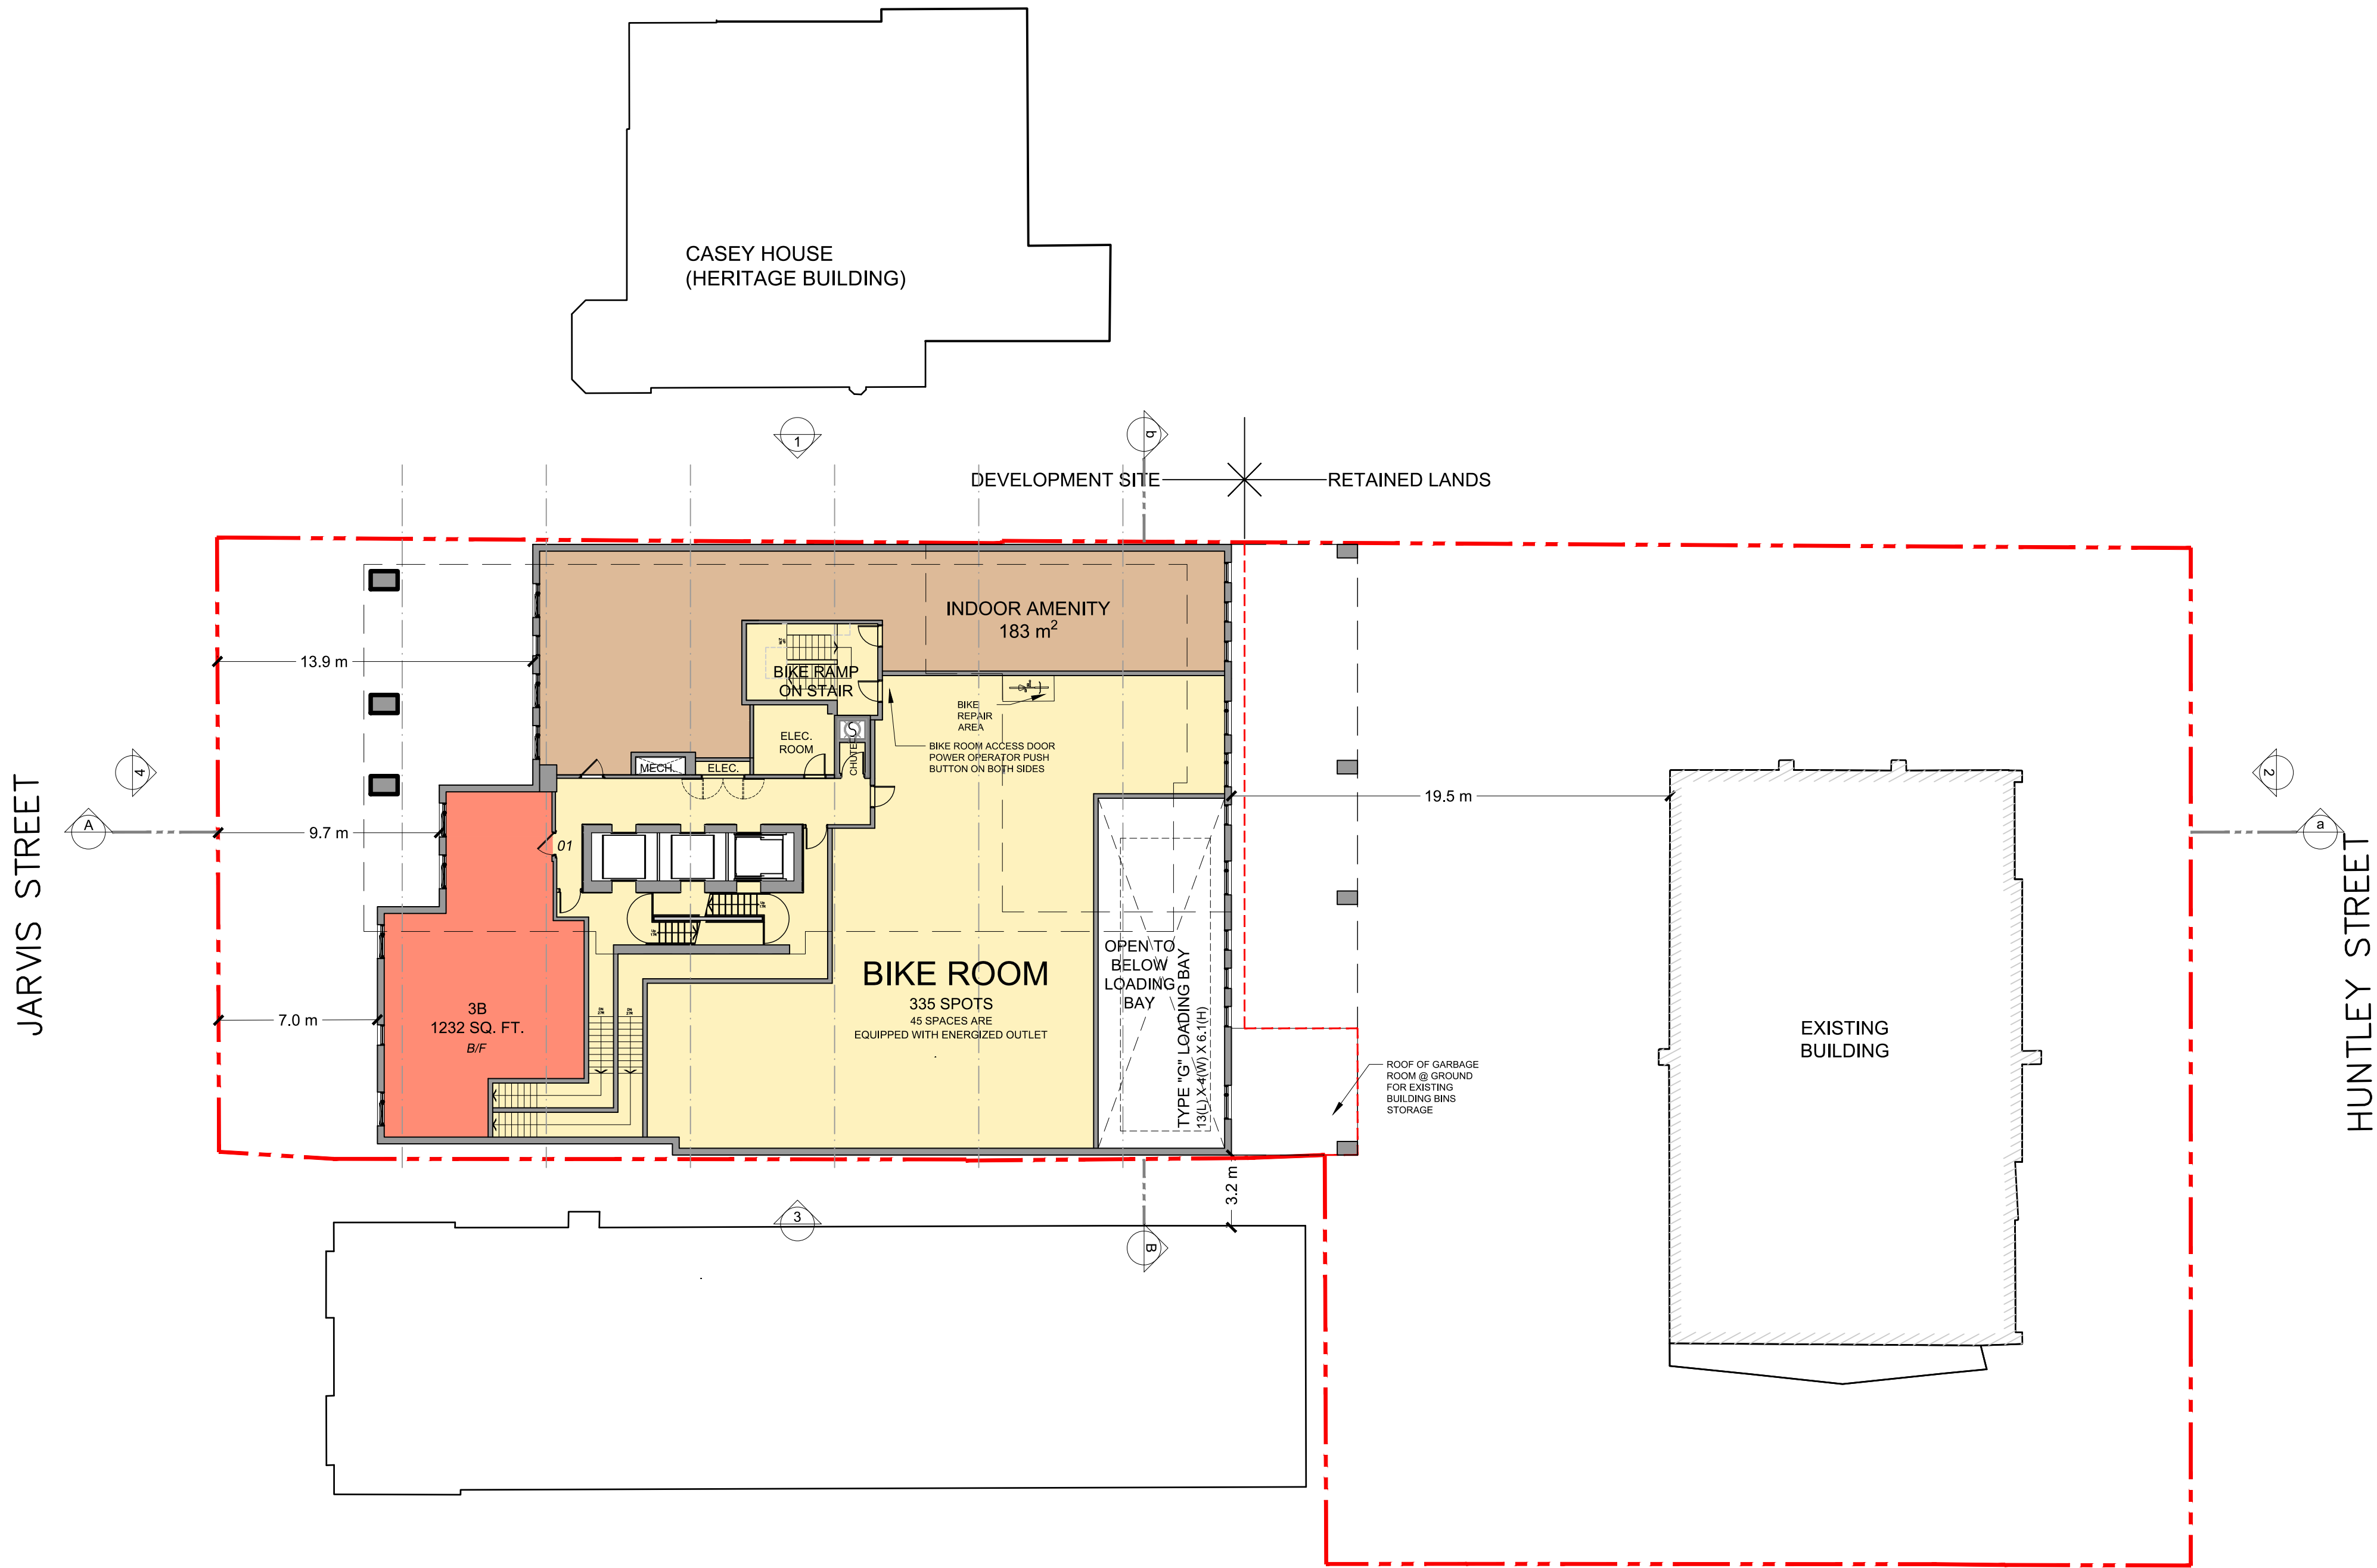 CASEY HOUSE
(HERITAGE BUILDING)
1
b
DEVELOPMENT SITE
RETAINED LANDS
INDOOR AMENITY
183 m²
13.9 m
BIKE RAMP
ON STAIR
BIKE
REPAIR
AREA
ELEC.
ROOM
S
CHUTE
BIKE ROOM ACCESS DOOR
POWER OPERATOR PUSH
BUTTON ON BOTH SIDES
MECH.
ELEC.
4
2
A
9.7 m
01
19.5 m
a
JARVIS STREET
HUNTLEY STREET
BIKE ROOM
335 SPOTS
45 SPACES ARE
EQUIPPED WITH ENERGIZED OUTLET
OPEN TO
BELOW
LOADING
BAY
TYPE "G" LOADING BAY
13(L) X 4(W) X 6.1(H)
7.0 m
3B
1232 SQ. FT.
B/F
EXISTING
BUILDING
ROOF OF GARBAGE
ROOM @ GROUND
FOR EXISTING
BUILDING BINS
STORAGE
3.2 m
3
B